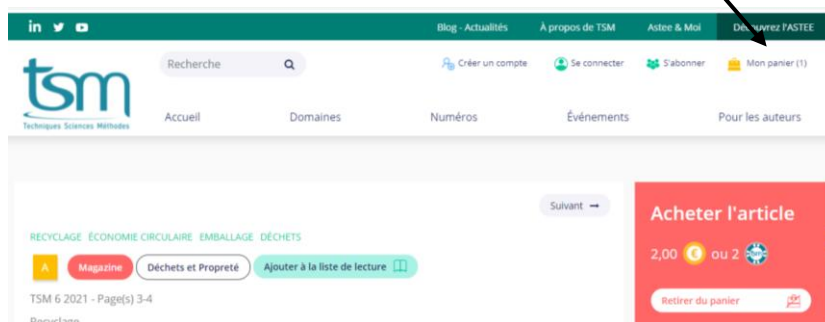 in
Blog - Actualités À propos de TSM Astee & Moi Découvrez l'ASTEE
Recherche Créer un compte Se connecter S'abonner Mon panier (1)
tsm
Techniques Sciences Méthodes
Accueil Domaines Numéros Événements Pour les auteurs
Suivant →
Acheter l'article
RECYCLAGE ÉCONOMIE CIRCULAIRE EMBALLAGE DÉCHETS
2,00 € ou 2
A Magazine Déchets et Propreté Ajouter à la liste de lecture
TSM 6 2021 - Page(s) 3-4
Retirer du panier
Recyclage